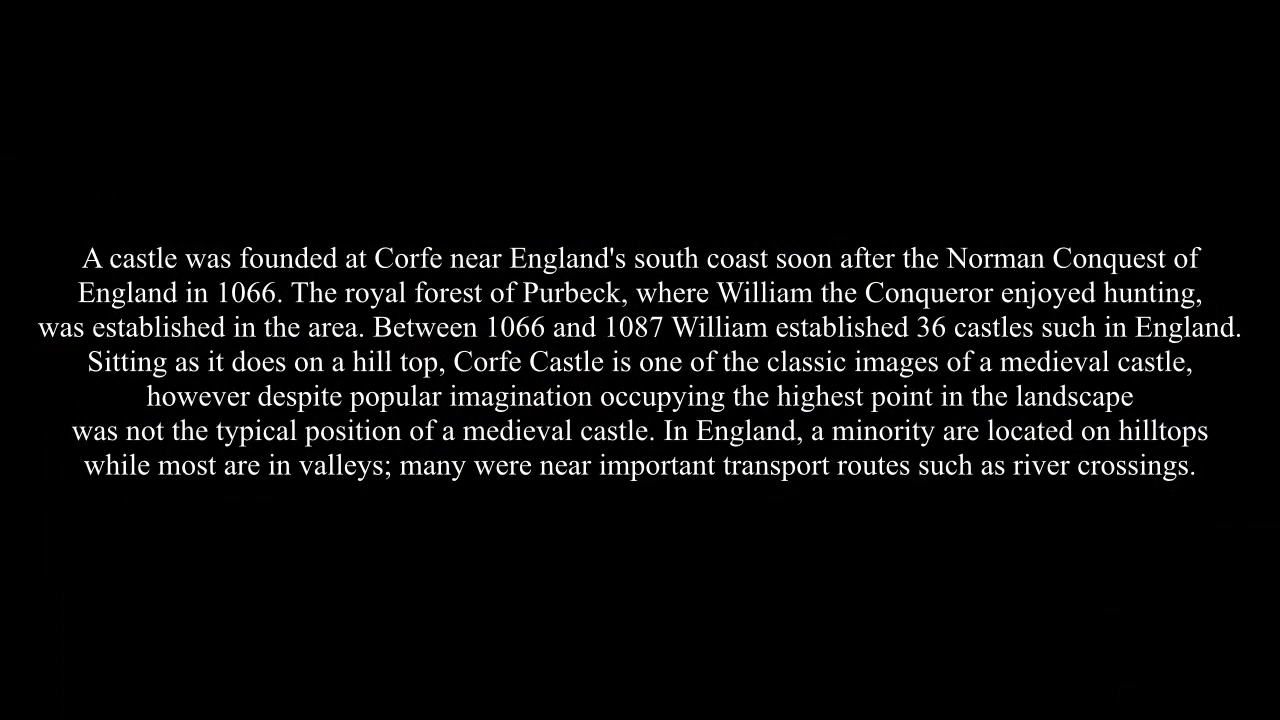 A castle was founded at Corfe near England's south coast soon after the Norman Conquest of
England in 1066. The royal forest of Purbeck, where William the Conqueror enjoyed hunting,
was established in the area. Between 1066 and 1087 William established 36 castles such in England.
Sitting as it does on a hill top, Corfe Castle is one of the classic images of a medieval castle,
however despite popular imagination occupying the highest point in the landscape
was not the typical position of a medieval castle. In England, a minority are located on hilltops
while most are in valleys; many were near important transport routes such as river crossings.